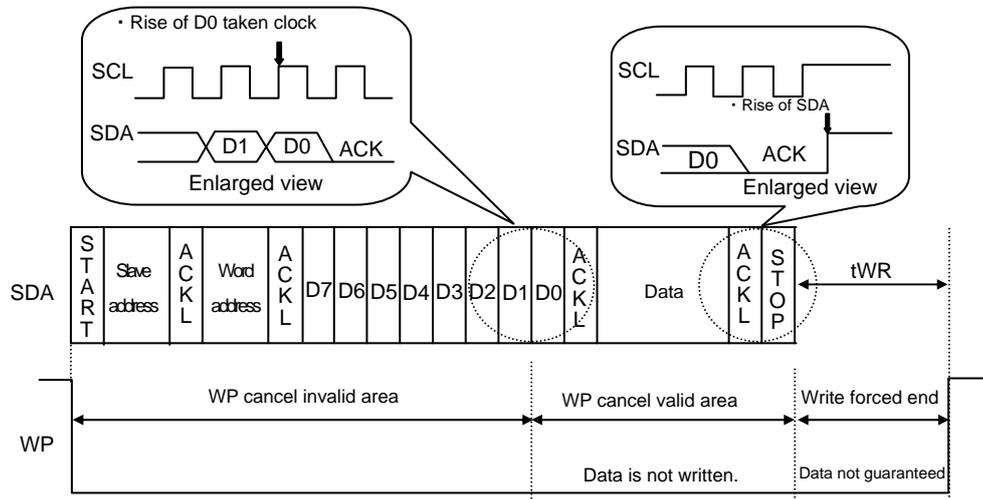 ・ Rise of D0 taken clock
SCL
SDA
D1
D0
ACK
Enlarged view
SCL
・ Rise of SDA
SDA
D0
ACK
Enlarged view
SDA
START
Slave
address
ACKL
Word
address
ACKL
D7
D6
D5
D4
D3
D2
D1
D0
ACKL
Data
ACKL
STOP
tWR
WP
WP cancel invalid area
WP cancel valid area
Write forced end
Data is not written.
Data not guaranteed